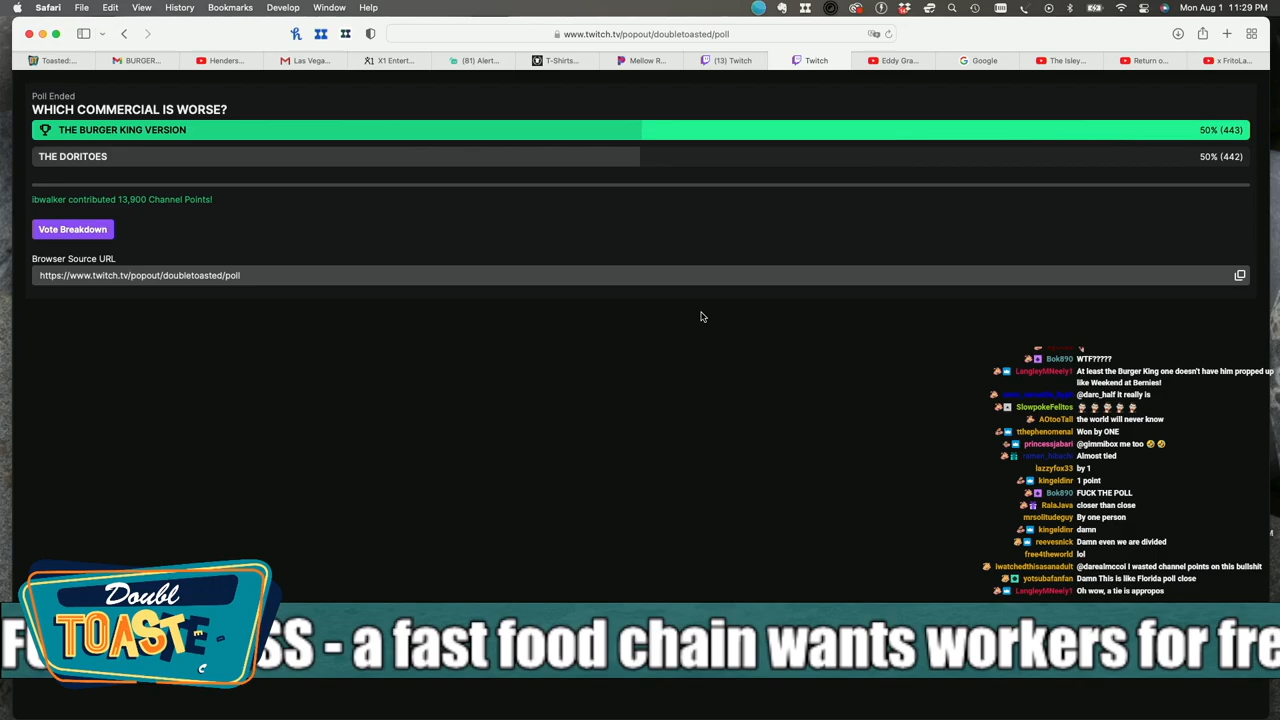 Safari File Edit View History Bookmarks Develop Window Help Mon Aug 1 11:29 PM
www.twitch.tv/popout/doubletoasted/poll
Toasted:... BURGER... Henders... Las Vega... X1 Entert... (81) Alert... T-Shirts... Mellow R... (13) Twitch Twitch Eddy Gra... Google The Isley... Return o... x FritoLa...
Poll Ended
WHICH COMMERCIAL IS WORSE?
THE BURGER KING VERSION 50% (443)
THE DORITOES 50% (442)
ibwalker contributed 13,900 Channel Points!
Vote Breakdown
Browser Source URL
https://www.twitch.tv/popout/doubletoasted/poll
Bok890 WTF?????
LangleyMNeely1 At least the Burger King one doesn't have him propped up
like Weekend at Bernies!
@darc_half it really is
SlowpokeFelitos
AOtooTall the world will never know
tthephenomenal Won by ONE
princessjabari @gimmibox me too
ramen_hibachi Almost tied
lazzyfox33 by 1
kingeldinr 1 point
Bok890 FUCK THE POLL
RalaJava closer than close
mrsolitudeguy By one person
kingeldinr damn
reevesnick Damn even we are divided
free4theworld lol
iwatchedthisasanadult @darealmccoi I wasted channel points on this bullshit
yotsubafanfan Damn This is like Florida poll close
LangleyMNeely1 Oh wow, a tie is appropos
Doubl
TOASTE
SS - a fast food chain wants workers for fre